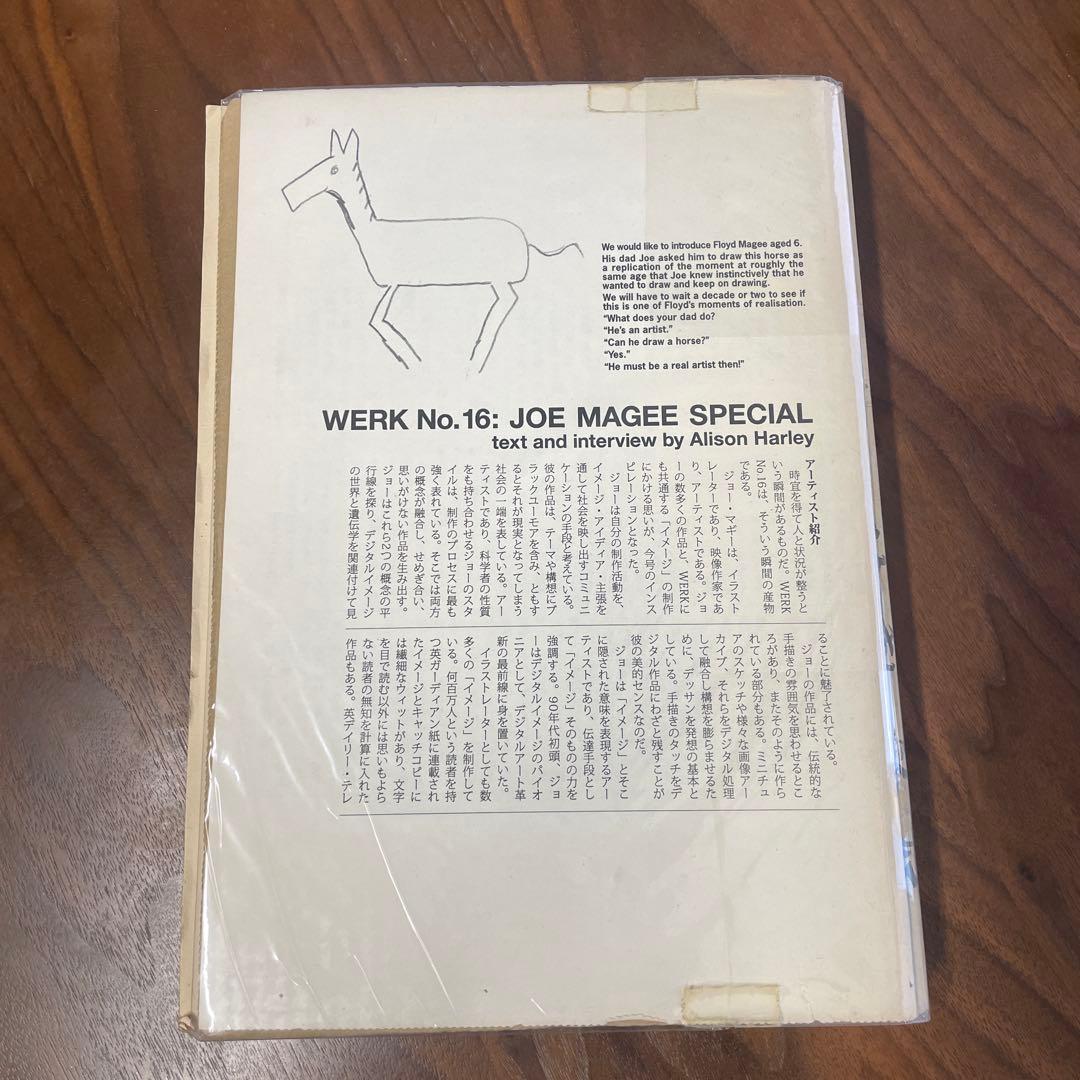 We would like to introduce Floyd Magee aged 6.
His dad Joe asked him to draw this horse as
a replication of the moment at roughly the
same age that Joe knew instinctively that he
wanted to draw and keep on drawing.
We will have to wait a decade or two to see if
this is one of Floyd's moments of realisation.
“What does your dad do?
“He's an artist.”
“Can he draw a horse?”
“Yes.”
“He must be a real artist then!”
WERK No.16: JOE MAGEE SPECIAL
text and interview by Alison Harley
アーティスト紹介
時宜を得て人と状況が整うと
いう瞬間があるものだ。WERK
No.16は、そういう瞬間の産物
である。
ジョー・マギーは、イラスト
レーターであり、映像作家であ
り、アーティストである。ジョ
ーの数多くの作品と、WERKに
も共通する「イメージ」の制作
にかける思いが、今号のインス
ピレーションとなった。
ジョーは自分の制作活動を、
イメージ・アイディア・主張を
通して社会を映し出すコミュニ
ケーションの手段と考えている。
彼の作品は、テーマや構想にブ
ラックユーモアを含み、ともす
るとそれが現実となってしまう
社会の一端を表している。アー
ティストであり、科学者の性質
をも持ち合わせるジョーのスタ
イルは、制作のプロセスに最も
強く表れている。そこでは両方
の概念が融合し、せめぎ合い、
思いがけない作品を生み出す。
ジョーはこれら2つの概念の平
行線を探り、デジタルイメージ
の世界と遺伝学を関連付けて見
ることに魅了されている。
ジョーの作品には、伝統的な
手描きの雰囲気を思わせるとこ
ろがあり、またそのように作ら
れている部分もある。ミニチュ
アのスケッチや様々な画像アー
カイブ、それらをデジタル処理
して融合し構想を膨らませるた
めに、デッサンを発想の基本と
している。手描きのタッチをデ
ジタル作品にわざと残すことが
彼の美的センスなのだ。
ジョーは「イメージ」とそこ
に隠された意味を表現するアー
ティストであり、伝達手段とし
て「イメージ」そのものの力を
強調する。90年代初頭、ジョ
ーはデジタルイメージのパイオ
ニアとして、デジタルアート革
新の最前線に身を置いていた。
イラストレーターとしても数
多くの「イメージ」を制作して
いる。何百万人という読者を持
つ英ガーディアン紙に連載され
たイメージとキャッチコピーに
は繊細なウィットがあり、文字
を目で読む以外には思いもよら
ない読者の無知を計算に入れた
作品もある。英デイリー・テレ